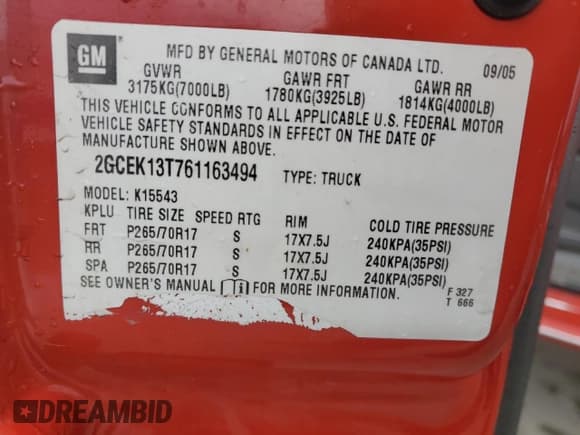 GM
MFD BY GENERAL MOTORS OF CANADA LTD. 09/05
GVWR GAWR FRT GAWR RR
3175KG(7000LB) 1780KG(3925LB) 1814KG(4000LB)
THIS VEHICLE CONFORMS TO ALL APPLICABLE U.S. FEDERAL MOTOR
VEHICLE SAFETY STANDARDS IN EFFECT ON THE DATE OF
MANUFACTURE SHOWN ABOVE.
2GCEK13T761163494 TYPE: TRUCK
MODEL: K15543
KPLU TIRE SIZE SPEED RTG RIM COLD TIRE PRESSURE
FRT P265/70R17 S 17X7.5J 240KPA(35PSI)
RR P265/70R17 S 17X7.5J 240KPA(35PSI)
SPA P265/70R17 S 17X7.5J 240KPA(35PSI)
SEE OWNER'S MANUAL FOR MORE INFORMATION. F 327
T 666
DREAMBID